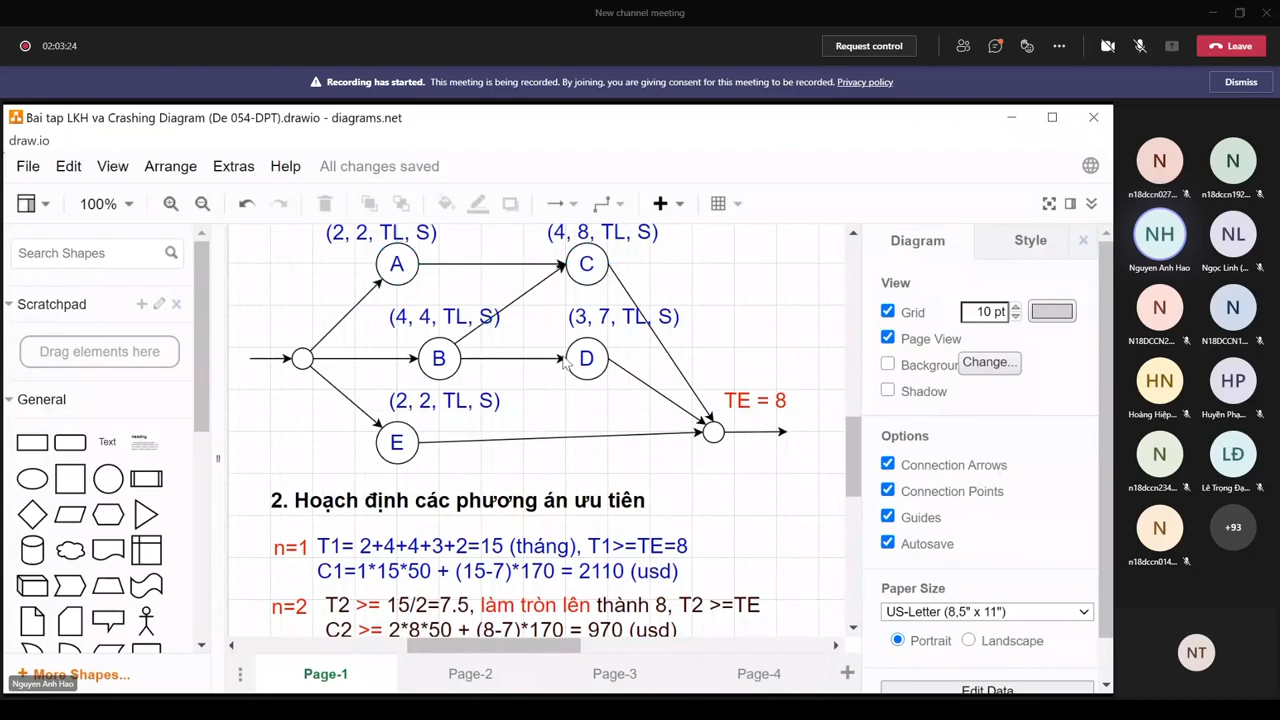 New channel meeting
02:03:24
Request control
Leave
Recording has started. This meeting is being recorded. By joining, you are giving consent for this meeting to be recorded. Privacy policy
Dismiss
Bai tap LKH va Crashing Diagram (De 054-DPT).drawio - diagrams.net
draw.io
File Edit View Arrange Extras Help All changes saved
100%
Search Shapes
Scratchpad
Drag elements here
General
Text
Heading
More Shapes...
Nguyen Anh Hao
(2, 2, TL, S)
(4, 8, TL, S)
A
C
(4, 4, TL, S)
(3, 7, TL, S)
B
D
(2, 2, TL, S)
TE = 8
E
2. Hoạch định các phương án ưu tiên
n=1 T1= 2+4+4+3+2=15 (tháng), T1>=TE=8
C1=1*15*50 + (15-7)*170 = 2110 (usd)
n=2 T2 >= 15/2=7.5, làm tròn lên thành 8, T2 >=TE
C2 >= 2*8*50 + (8-7)*170 = 970 (usd)
Page-1
Page-2
Page-3
Page-4
Diagram
Style
View
Grid
10 pt
Page View
Backgroun
Change...
Shadow
Options
Connection Arrows
Connection Points
Guides
Autosave
Paper Size
US-Letter (8,5" x 11")
Portrait
Landscape
Edit Data
N
n18dccn027...
N
n18dccn192...
NH
Nguyen Anh Hao
NL
Ngọc Linh (...
N
N18DCCN2...
N
N1DCCN10...
HN
Hoàng Hiệp...
HP
Huyền Phạ...
N
n18dccn234...
LĐ
Lê Trọng Đạ...
N
n18dccn014...
+93
NT